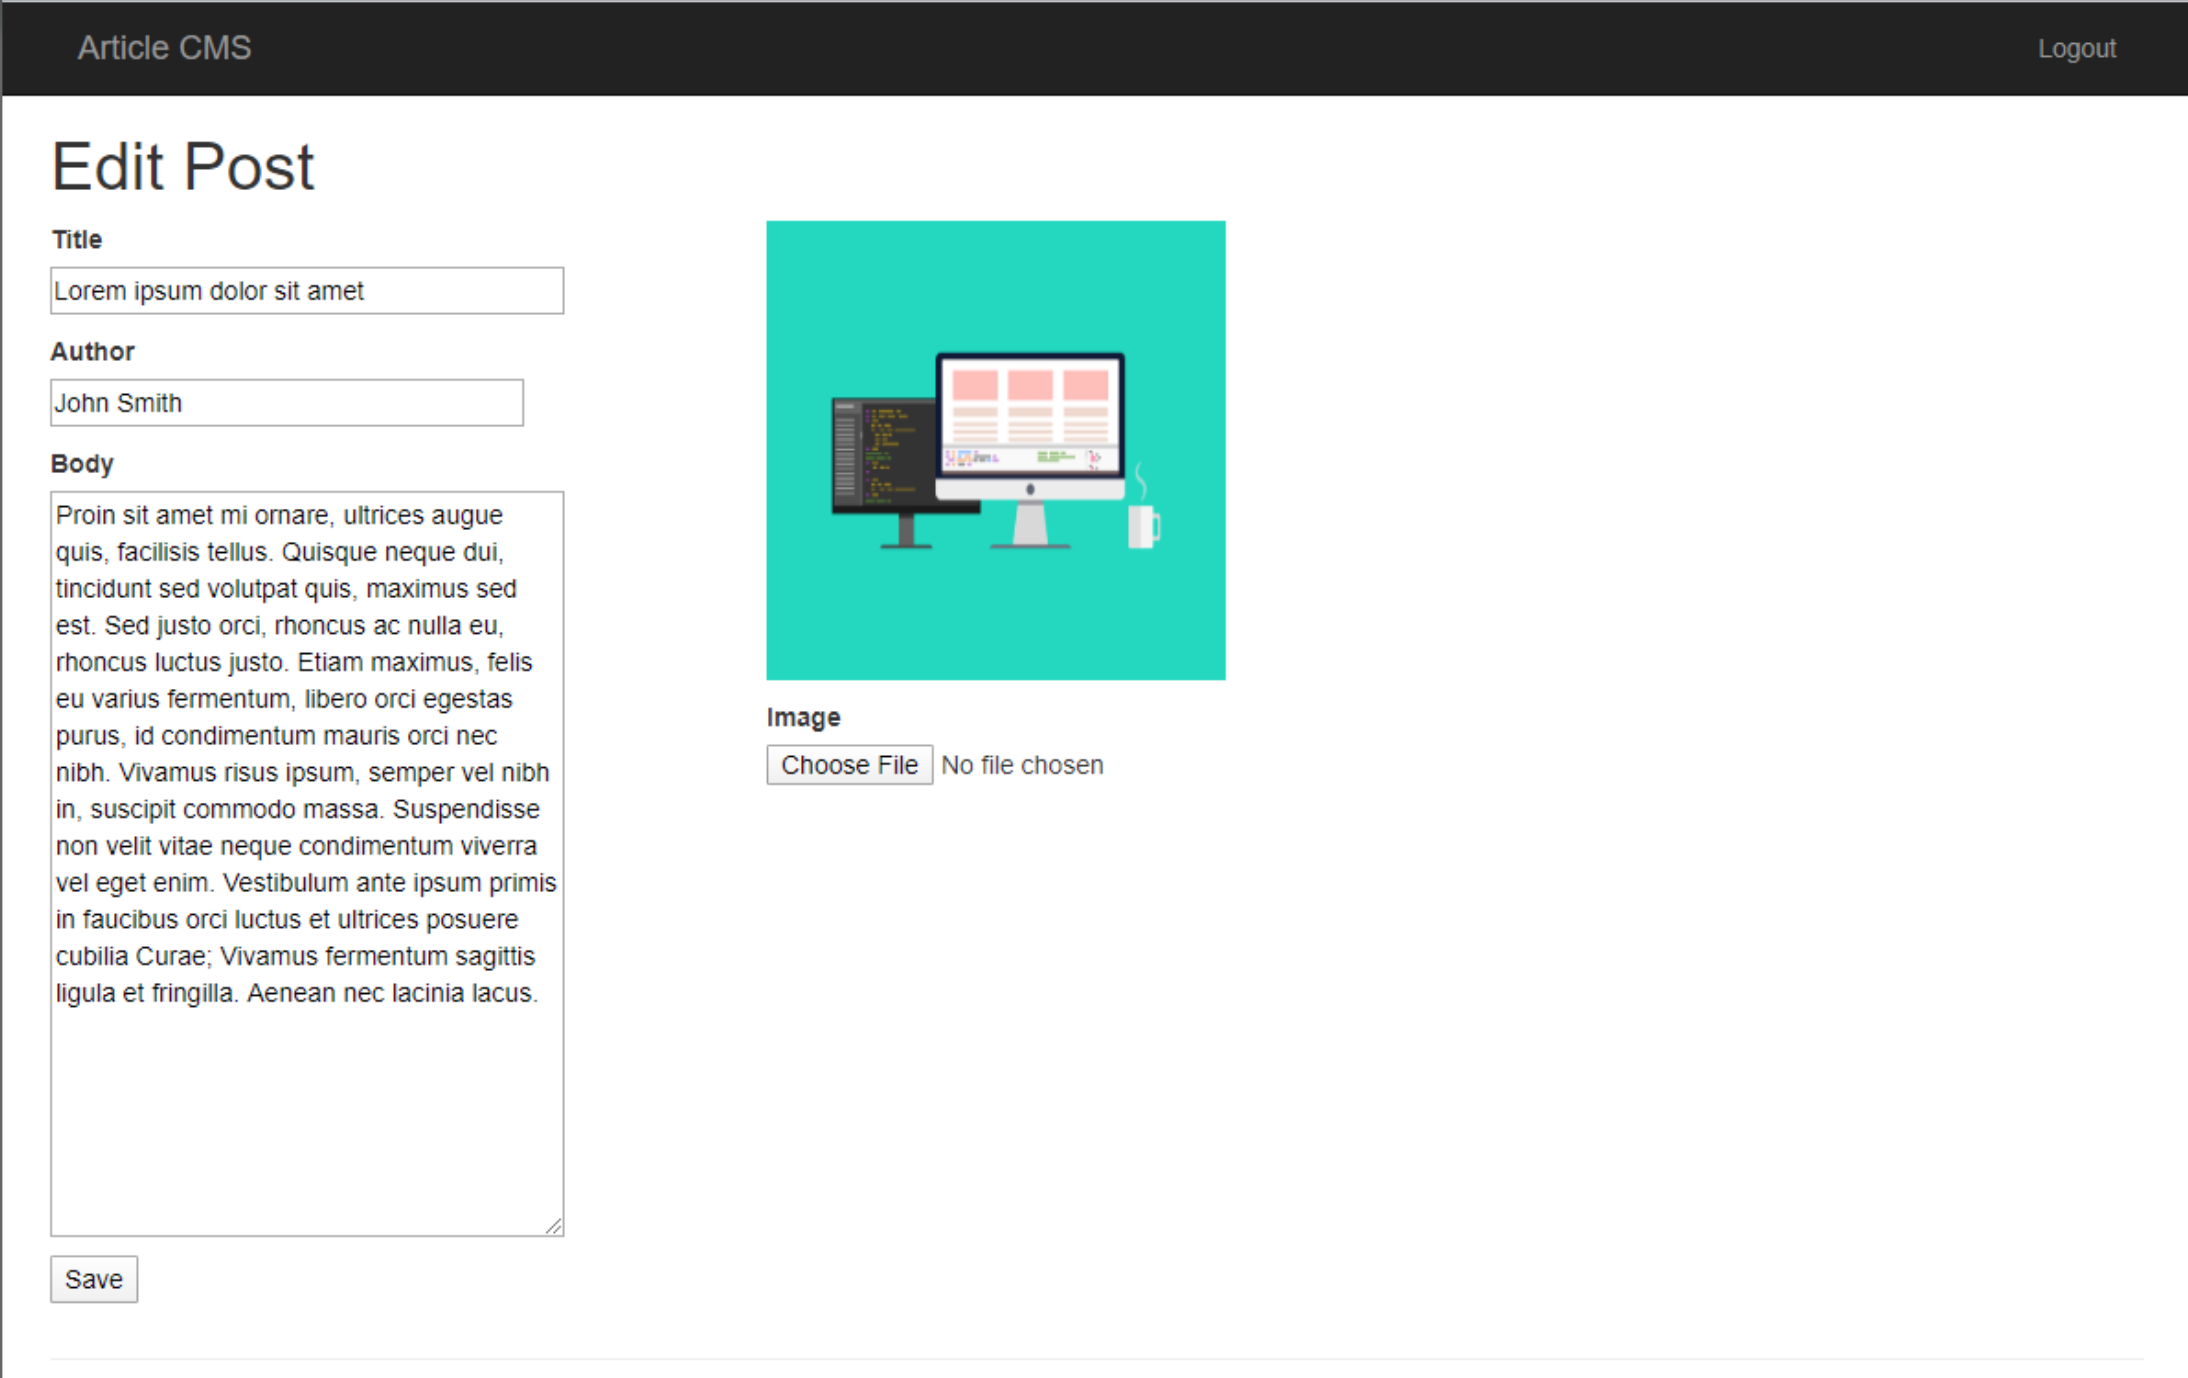 Article CMS
Logout
Edit Post
Title
Lorem ipsum dolor sit amet
Author
John Smith
Body
Proin sit amet mi ornare, ultrices augue
quis, facilisis tellus. Quisque neque dui,
tincidunt sed volutpat quis, maximus sed
est. Sed justo orci, rhoncus ac nulla eu,
rhoncus luctus justo. Etiam maximus, felis
eu varius fermentum, libero orci egestas
purus, id condimentum mauris orci nec
nibh. Vivamus risus ipsum, semper vel nibh
in, suscipit commodo massa. Suspendisse
non velit vitae neque condimentum viverra
vel eget enim. Vestibulum ante ipsum primis
in faucibus orci luctus et ultrices posuere
cubilia Curae; Vivamus fermentum sagittis
ligula et fringilla. Aenean nec lacinia lacus.
Save
Image
Choose File No file chosen